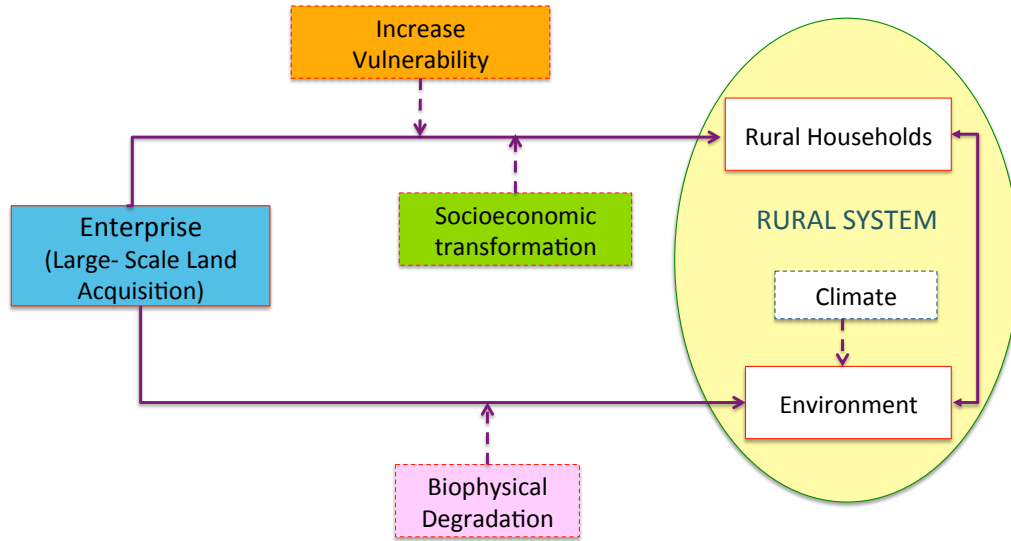 Increase
Vulnerability
Rural Households
Enterprise
(Large- Scale Land
Acquisition)
Socioeconomic
transformation
RURAL SYSTEM
Climate
Environment
Biophysical
Degradation